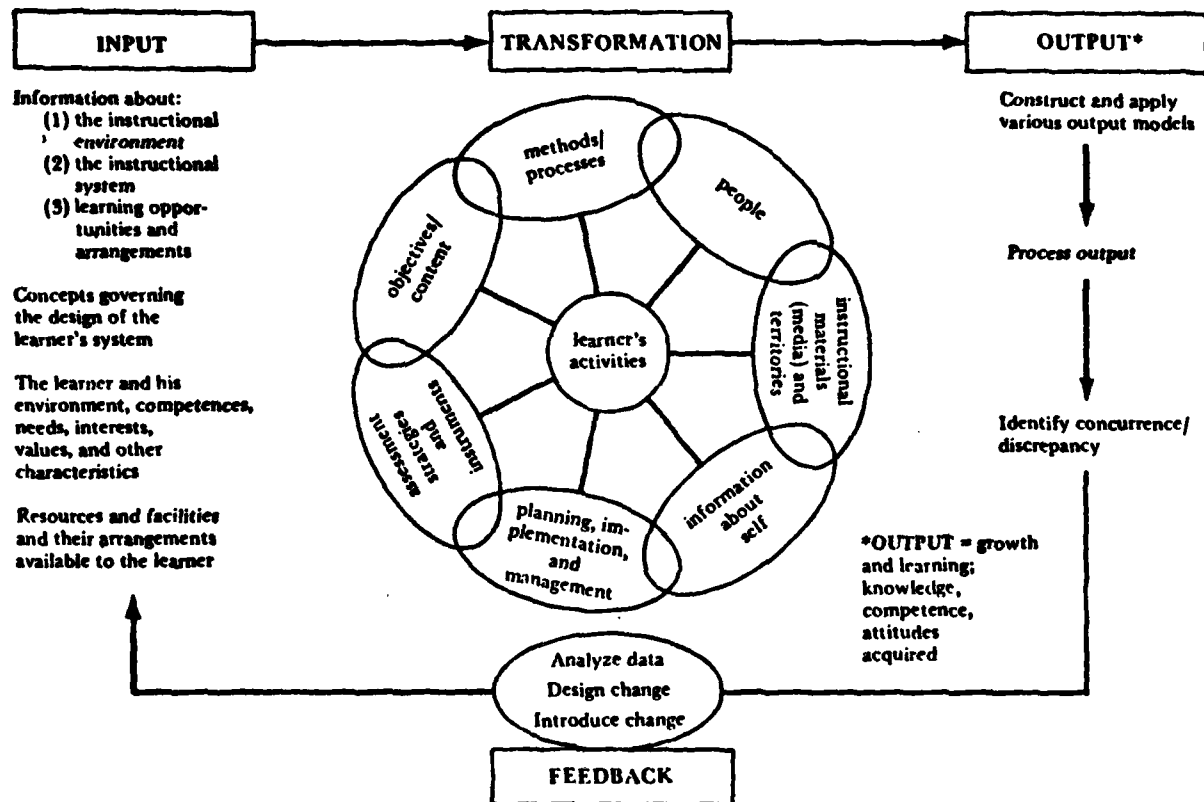 INPUT
TRANSFORMATION
OUTPUT*
Information about:
(1) the instructional
environment
(2) the instructional
system
(3) learning oppor-
tunities and
arrangements
Concepts governing
the design of the
learner's system
The learner and his
environment, competences,
needs, interests,
values, and other
characteristics
Resources and facilities
and their arrangements
available to the learner
methods/
processes
people
instructional
materials
(media) and
territories
information
about
self
planning, im-
plementation,
and
management
assessment
strategies
and
instruments
objectives/
content
learner's
activities
Construct and apply
various output models
Process output
Identify concurrence/
discrepancy
*OUTPUT = growth
and learning;
knowledge,
competence,
attitudes
acquired
Analyze data
Design change
Introduce change
FEEDBACK